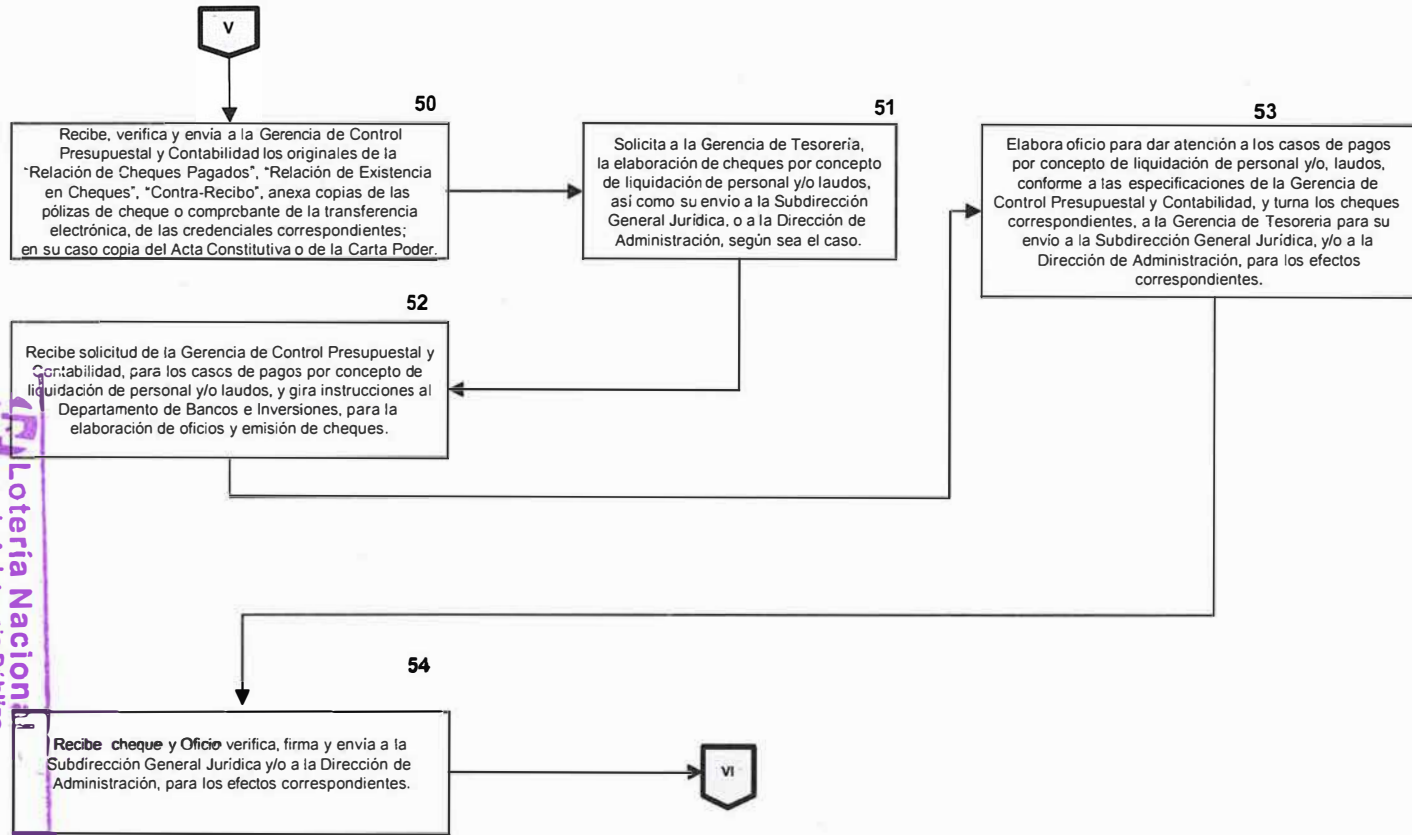 V
50
Recibe, verifica y envía a la Gerencia de Control
Presupuestal y Contabilidad los originales de la
"Relación de Cheques Pagados", "Relación de Existencia
en Cheques", "Contra-Recibo", anexa copias de las
pólizas de cheque o comprobante de la transferencia
electrónica, de las credenciales correspondientes;
en su caso copia del Acta Constitutiva o de la Carta Poder.
51
Solicita a la Gerencia de Tesorería,
la elaboración de cheques por concepto
de liquidación de personal y/o laudos,
así como su envío a la Subdirección
General Jurídica, o a la Dirección de
Administración, según sea el caso.
53
Elabora oficio para dar atención a los casos de pagos
por concepto de liquidación de personal y/o, laudos,
conforme a las especificaciones de la Gerencia de
Control Presupuestal y Contabilidad, y turna los cheques
correspondientes, a la Gerencia de Tesoreria para su
envío a la Subdirección General Jurídica, y/o a la
Dirección de Administración, para los efectos
correspondientes.
52
Recibe solicitud de la Gerencia de Control Presupuestal y
Contabilidad, para los casos de pagos por concepto de
liquidación de personal y/o laudos, y gira instrucciones al
Departamento de Bancos e Inversiones, para la
elaboración de oficios y emisión de cheques.
54
Recibe cheque y Oficio verifica, firma y envía a la
Subdirección General Jurídica y/o a la Dirección de
Administración, para los efectos correspondientes.
VI
Lotería Nacional